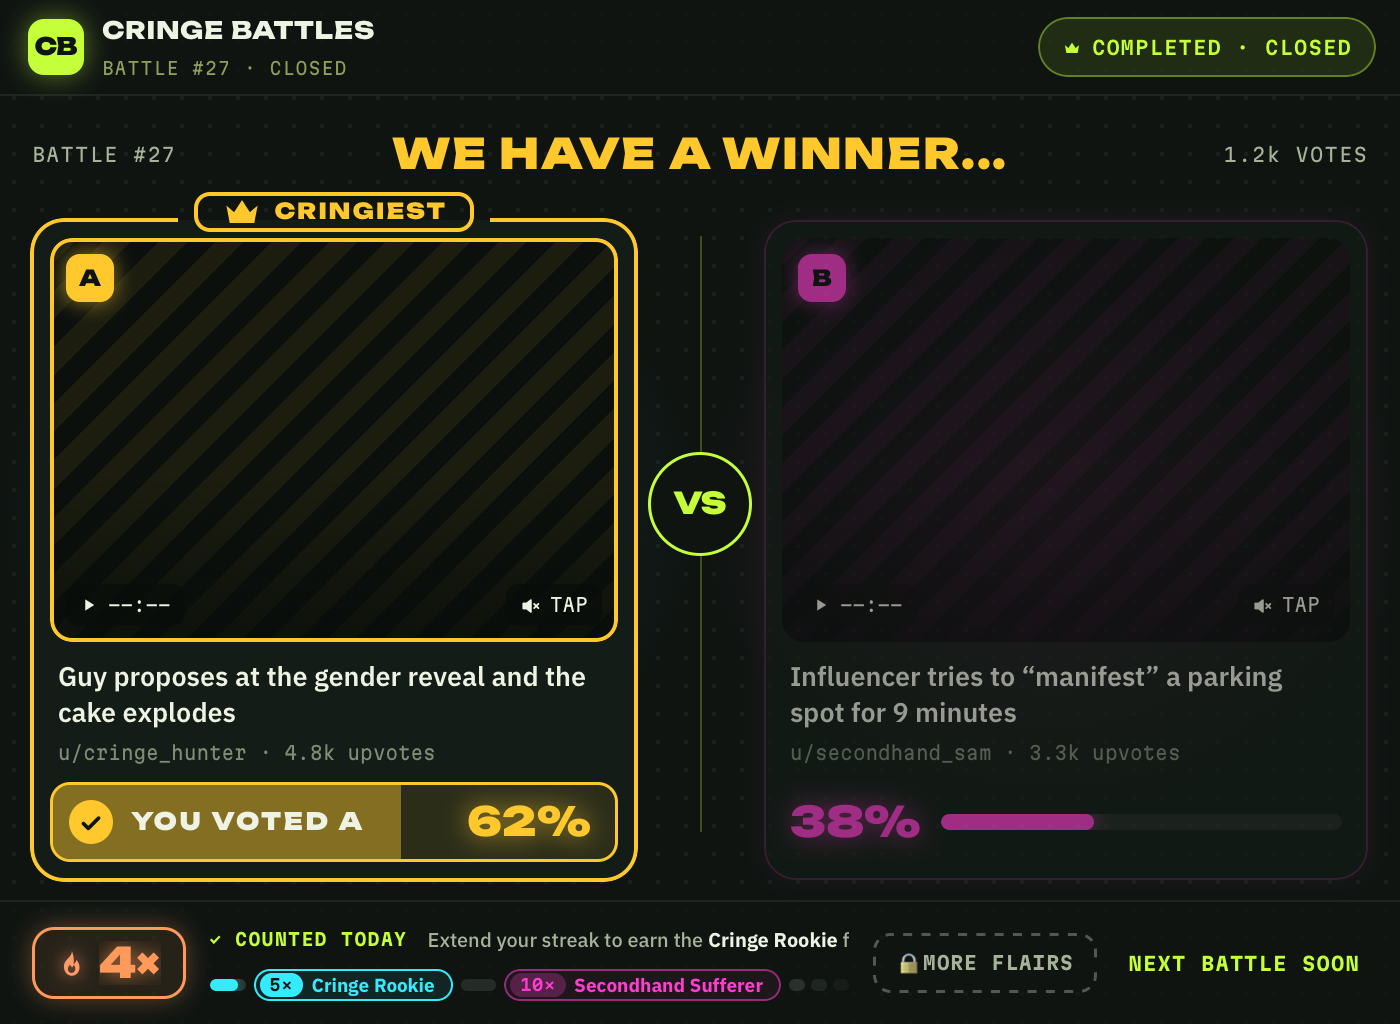 CB
CRINGE BATTLES
BATTLE #27 · CLOSED
COMPLETED · CLOSED
BATTLE #27
WE HAVE A WINNER...
1.2k VOTES
CRINGIEST
A
--:--
TAP
Guy proposes at the gender reveal and the
cake explodes
u/cringe_hunter · 4.8k upvotes
YOU VOTED A
62%
VS
B
--:--
TAP
Influencer tries to “manifest” a parking
spot for 9 minutes
u/secondhand_sam · 3.3k upvotes
38%
4×
COUNTED TODAY
Extend your streak to earn the Cringe Rookie f
5× Cringe Rookie
10× Secondhand Sufferer
MORE FLAIRS
NEXT BATTLE SOON